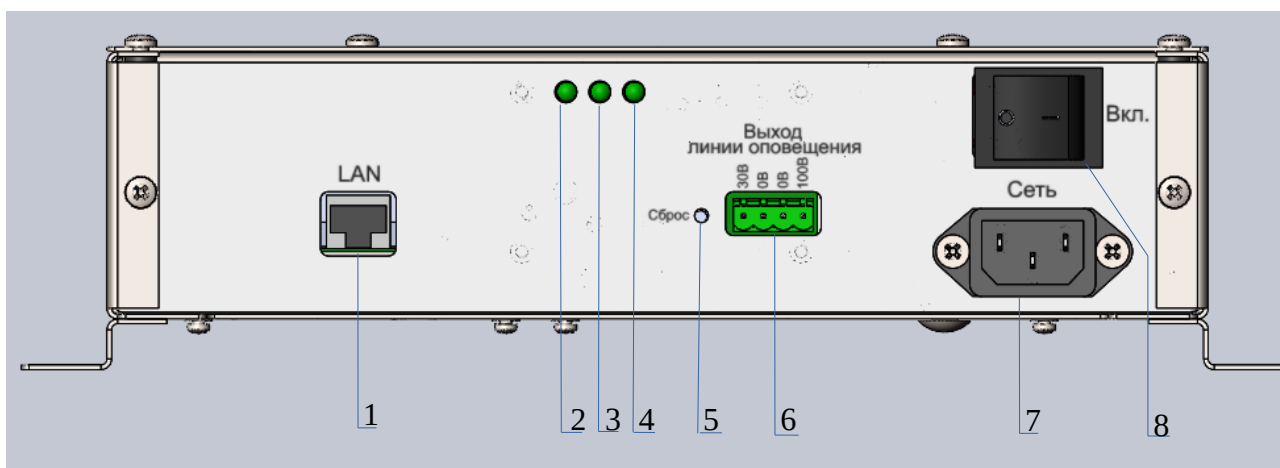 Вкл.
Выход
линии оповещения
LAN
30В
0В
0В
100В
Сеть
Сброс
1
2
3
4
5
6
7
8